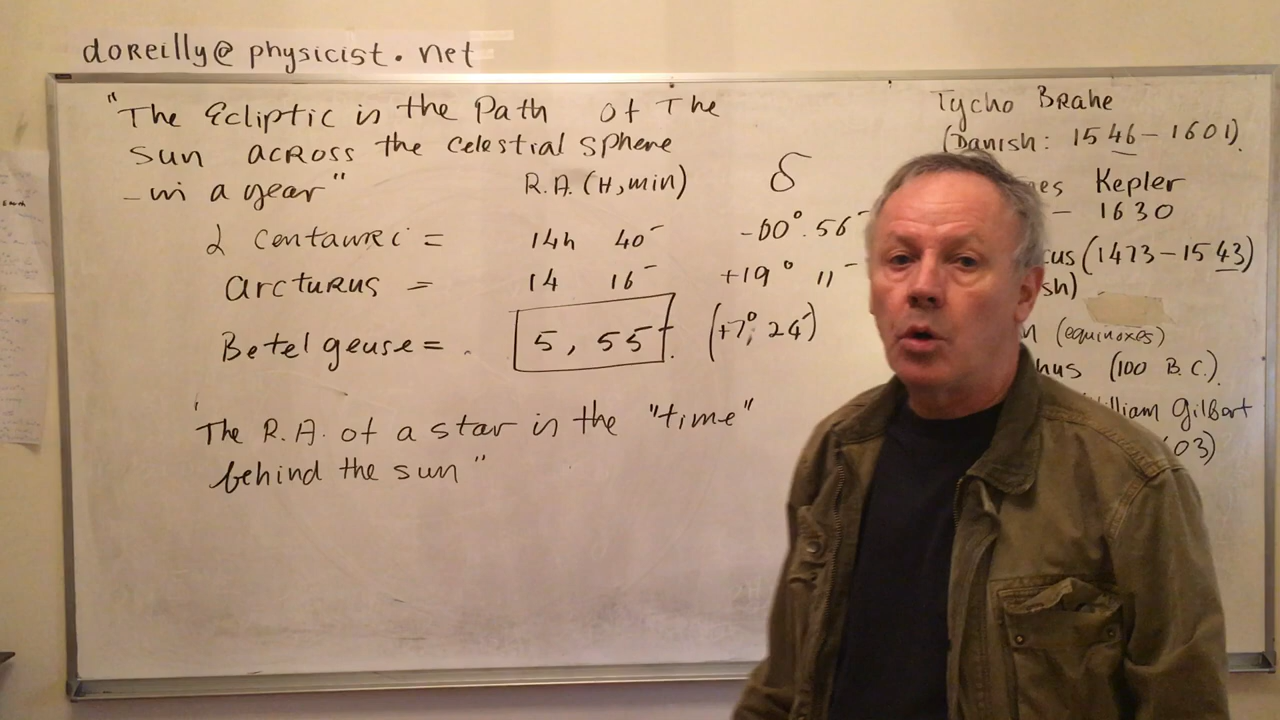 doreilly@physicist.net
"The Ecliptic is the Path of The
Sun across the celestial sphere
– in a year"
R.A. (H, min) δ
α Centauri = 14h 40′ -60°. 56′
Arcturus = 14 16′ +19° 11′
Betelgeuse = . 5, 55′. (+7°, 24′)
'The R.A. of a star is the "time"
behind the sun"
Tycho Brahe
(Danish: 1546 – 1601).
Kepler
– 1630
(1473 – 1543)
(equinoxes)
(100 B.C.).
William Gilbert